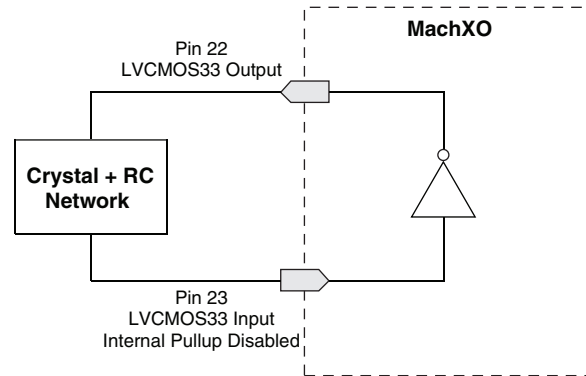 MachXO
Pin 22
LVCMOS33 Output
Crystal + RC
Network
Pin 23
LVCMOS33 Input
Internal Pullup Disabled